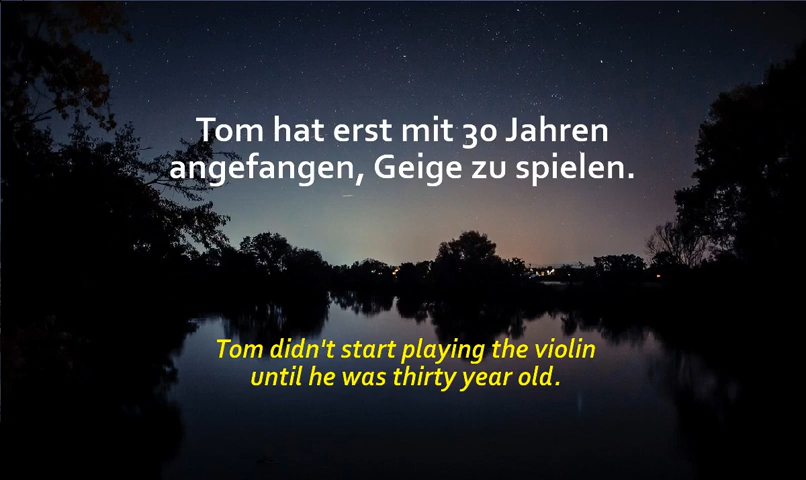 Tom hat erst mit 30 Jahren
angefangen, Geige zu spielen.
Tom didn't start playing the violin
until he was thirty year old.